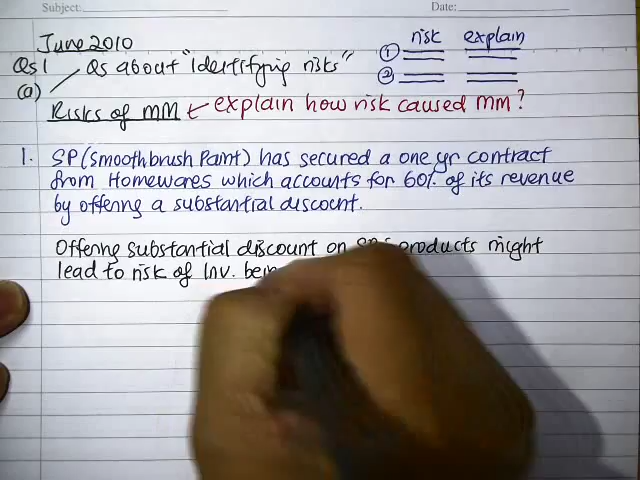 Subject: Date:
June 2010
risk explain
Qs 1 Qs about "identifying risks" ①
(a) ②
Risks of MM ← explain how risk caused MM?
1. SP (Smoothbrush Paint) has secured a one yr contract
from Homewares which accounts for 60% of its revenue
by offering a substantial discount.
Offering substantial discount on products might
lead to risk of Inv.